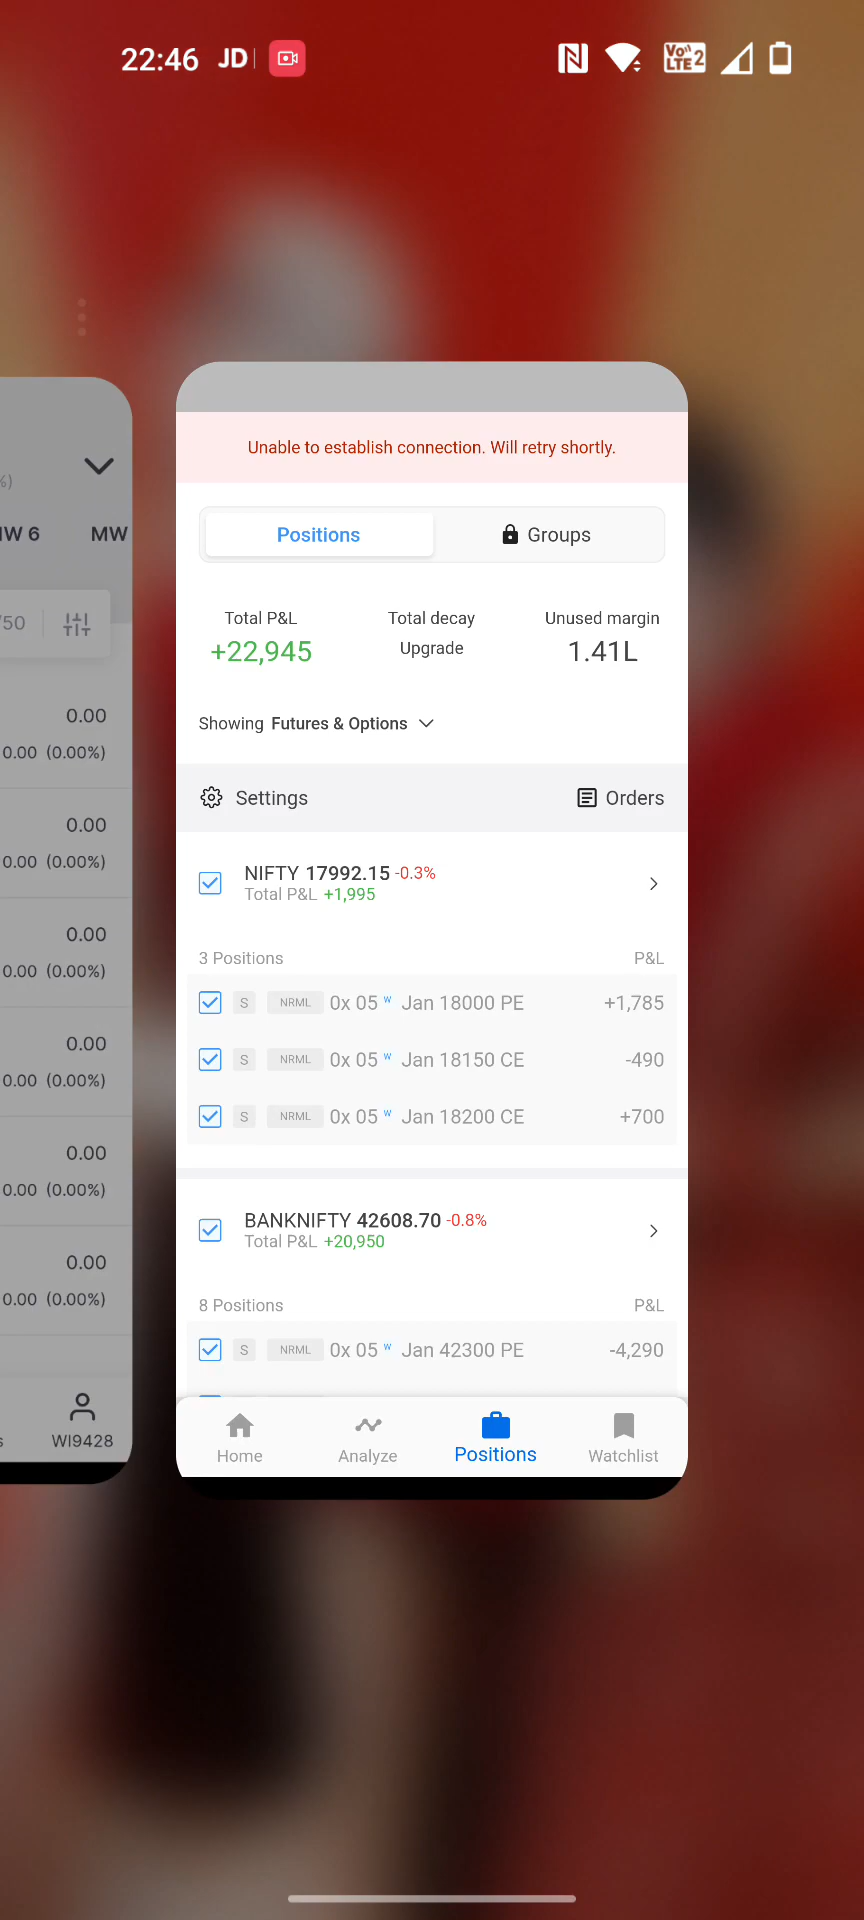 22:46 JD
Vo)) LTE 2
%)
IW 6 MW
/50
0.00
0.00 (0.00%)
0.00
0.00 (0.00%)
0.00
0.00 (0.00%)
0.00
0.00 (0.00%)
0.00
0.00 (0.00%)
0.00
0.00 (0.00%)
s WI9428
Unable to establish connection. Will retry shortly.
Positions Groups
Total P&L Total decay Unused margin
+22,945 Upgrade 1.41L
Showing Futures & Options
Settings Orders
NIFTY 17992.15 -0.3%
Total P&L +1,995
3 Positions P&L
S NRML 0x 05 w Jan 18000 PE +1,785
S NRML 0x 05 w Jan 18150 CE -490
S NRML 0x 05 w Jan 18200 CE +700
BANKNIFTY 42608.70 -0.8%
Total P&L +20,950
8 Positions P&L
S NRML 0x 05 w Jan 42300 PE -4,290
Home Analyze Positions Watchlist